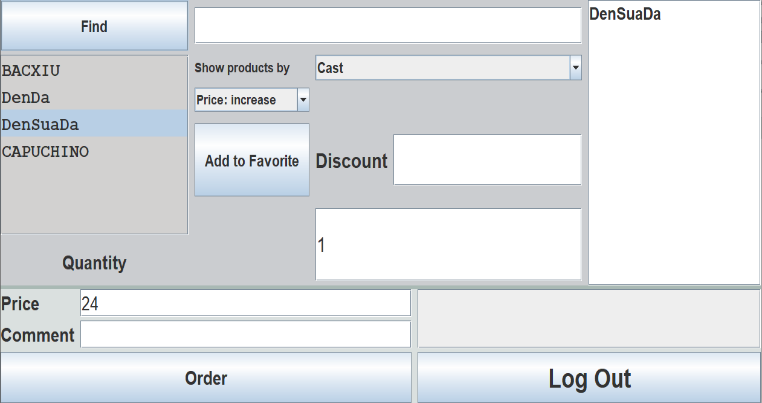 Find
DenSuaDa
Show products by
Cast
BACXIU
DenDa
Price: increase
DenSuaDa
CAPUCHINO
Add to Favorite
Discount
1
Quantity
Price
24
Comment
Order
Log Out